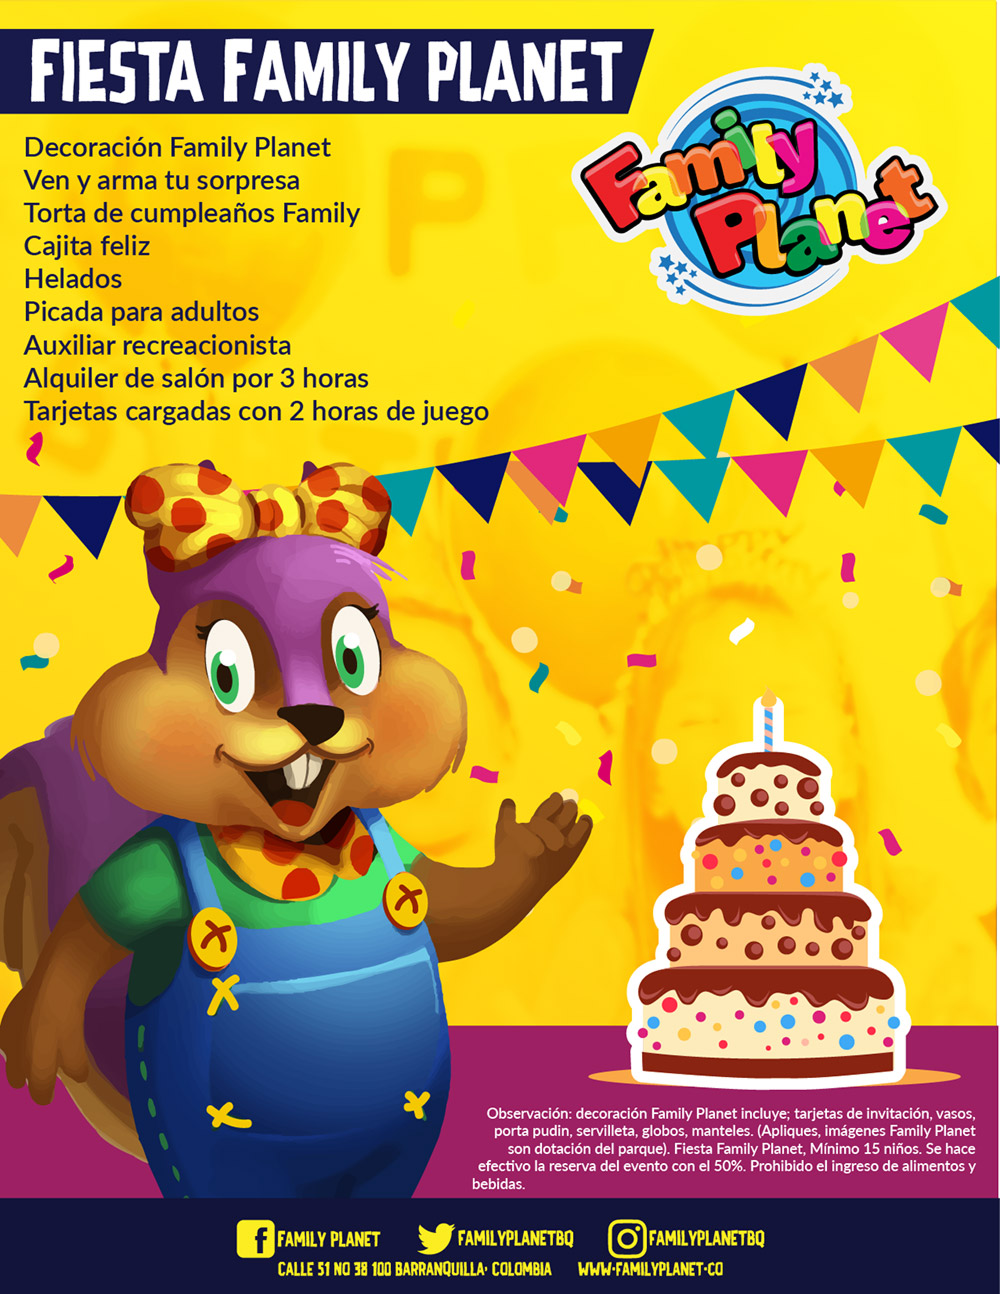 FIESTA FAMILY PLANET
Family
Planet
Decoración Family Planet
Ven y arma tu sorpresa
Torta de cumpleaños Family
Cajita feliz
Helados
Picada para adultos
Auxiliar recreacionista
Alquiler de salón por 3 horas
Tarjetas cargadas con 2 horas de juego
Observación: decoración Family Planet incluye; tarjetas de invitación, vasos,
porta pudin, servilleta, globos, manteles. (Apliques, imágenes Family Planet
son dotación del parque). Fiesta Family Planet, Mínimo 15 niños. Se hace
efectivo la reserva del evento con el 50%. Prohibido el ingreso de alimentos y
bebidas.
FAMILY PLANET FAMILYPLANETBQ FAMILYPLANETBQ
CALLE 51 NO 38 100 BARRANQUILLA, COLOMBIA WWW.FAMILYPLANET.CO